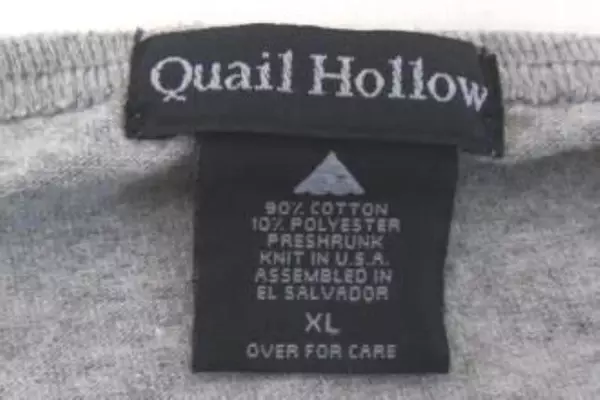 Quail Hollow
90% COTTON
10% POLYESTER
PRESHRUNK
KNIT IN U.S.A.
ASSEMBLED IN
EL SALVADOR
XL
OVER FOR CARE